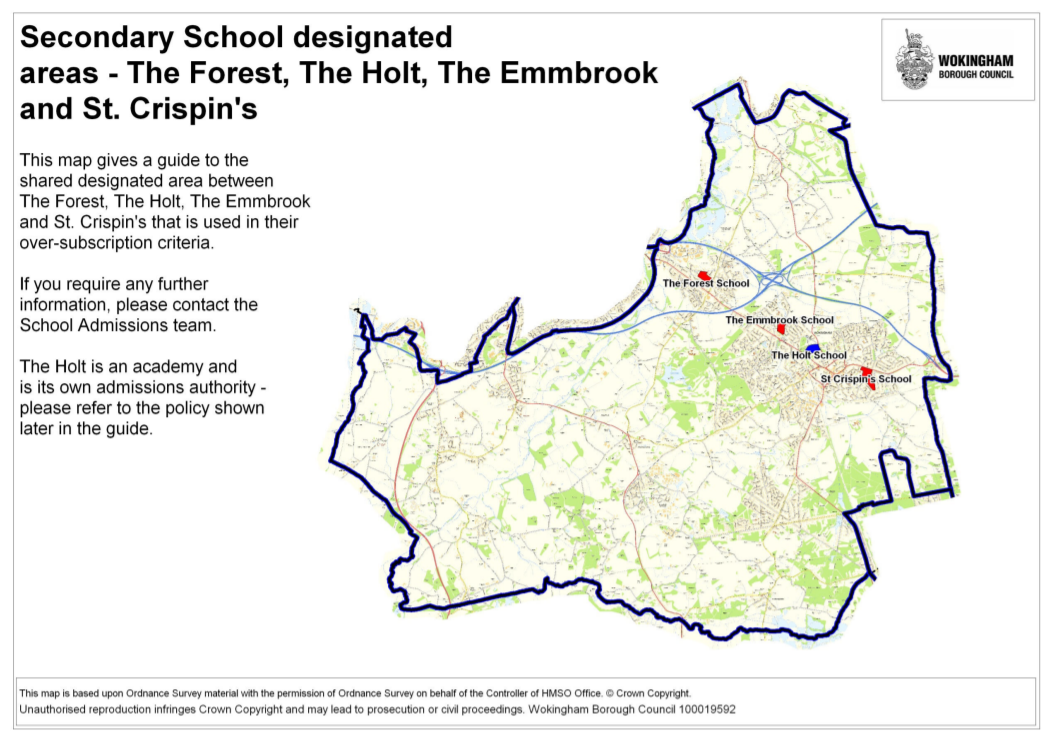 Secondary School designated
areas - The Forest, The Holt, The Emmbrook
and St. Crispin's
WOKINGHAM
BOROUGH COUNCIL
This map gives a guide to the
shared designated area between
The Forest, The Holt, The Emmbrook
and St. Crispin's that is used in their
over-subscription criteria.
If you require any further
information, please contact the
School Admissions team.
The Holt is an academy and
is its own admissions authority -
please refer to the policy shown
later in the guide.
The Forest School
The Emmbrook School
The Holt School
St Crispin's School
This map is based upon Ordnance Survey material with the permission of Ordnance Survey on behalf of the Controller of HMSO Office. © Crown Copyright.
Unauthorised reproduction infringes Crown Copyright and may lead to prosecution or civil proceedings. Wokingham Borough Council 100019592